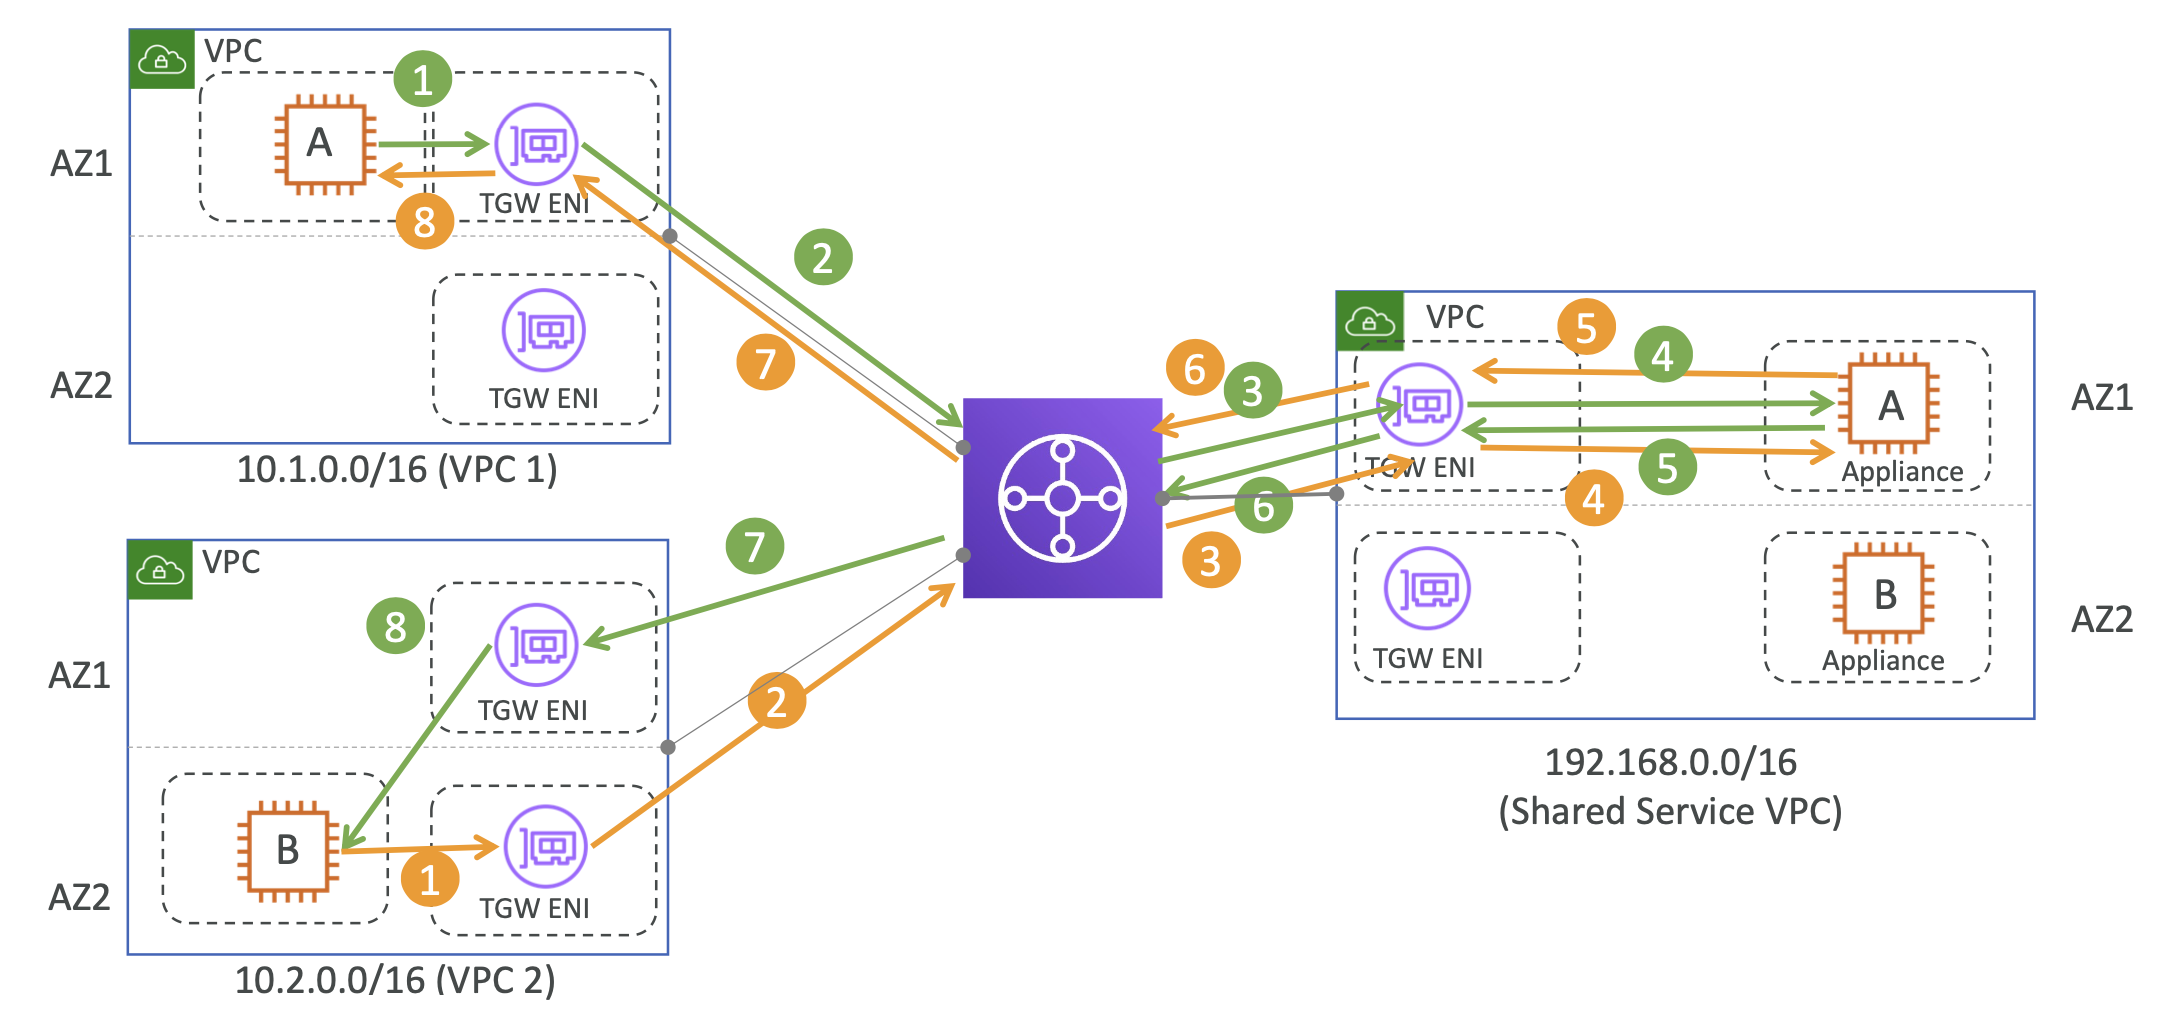 VPC
1
A
AZ1
TGW ENI
8
2
AZ2
TGW ENI
7
10.1.0.0/16 (VPC 1)
VPC
7
8
TGW ENI
AZ1
2
B
1
AZ2
TGW ENI
10.2.0.0/16 (VPC 2)
VPC
5
4
6
3
A
AZ1
TGW ENI
5
Appliance
4
6
3
B
AZ2
TGW ENI
Appliance
192.168.0.0/16
(Shared Service VPC)